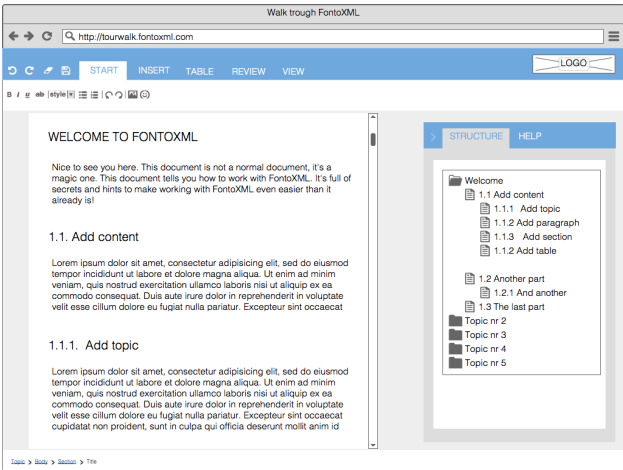 Walk trough FontoXML
http://tourwalk.fontoxml.com
START INSERT TABLE REVIEW VIEW
LOGO
B I u ab style
WELCOME TO FONTOXML
Nice to see you here. This document is not a normal document, it's a
magic one. This document tells you how to work with FontoXML. It's full of
secrets and hints to make working with FontoXML even easier than it
already is!
1.1. Add content
Lorem ipsum dolor sit amet, consectetur adipisicing elit, sed do eiusmod
tempor incididunt ut labore et dolore magna aliqua. Ut enim ad minim
veniam, quis nostrud exercitation ullamco laboris nisi ut aliquip ex ea
commodo consequat. Duis aute irure dolor in reprehenderit in voluptate
velit esse cillum dolore eu fugiat nulla pariatur. Excepteur sint occaecat
1.1.1. Add topic
Lorem ipsum dolor sit amet, consectetur adipisicing elit, sed do eiusmod
tempor incididunt ut labore et dolore magna aliqua. Ut enim ad minim
veniam, quis nostrud exercitation ullamco laboris nisi ut aliquip ex ea
commodo consequat. Duis aute irure dolor in reprehenderit in voluptate
velit esse cillum dolore eu fugiat nulla pariatur. Excepteur sint occaecat
cupidatat non proident, sunt in culpa qui officia deserunt mollit anim id
STRUCTURE HELP
Welcome
1.1 Add content
1.1.1 Add topic
1.1.2 Add paragraph
1.1.3 Add section
1.1.2 Add table
1.2 Another part
1.2.1 And another
1.3 The last part
Topic nr 2
Topic nr 3
Topic nr 4
Topic nr 5
Topic > Body > Section > Title